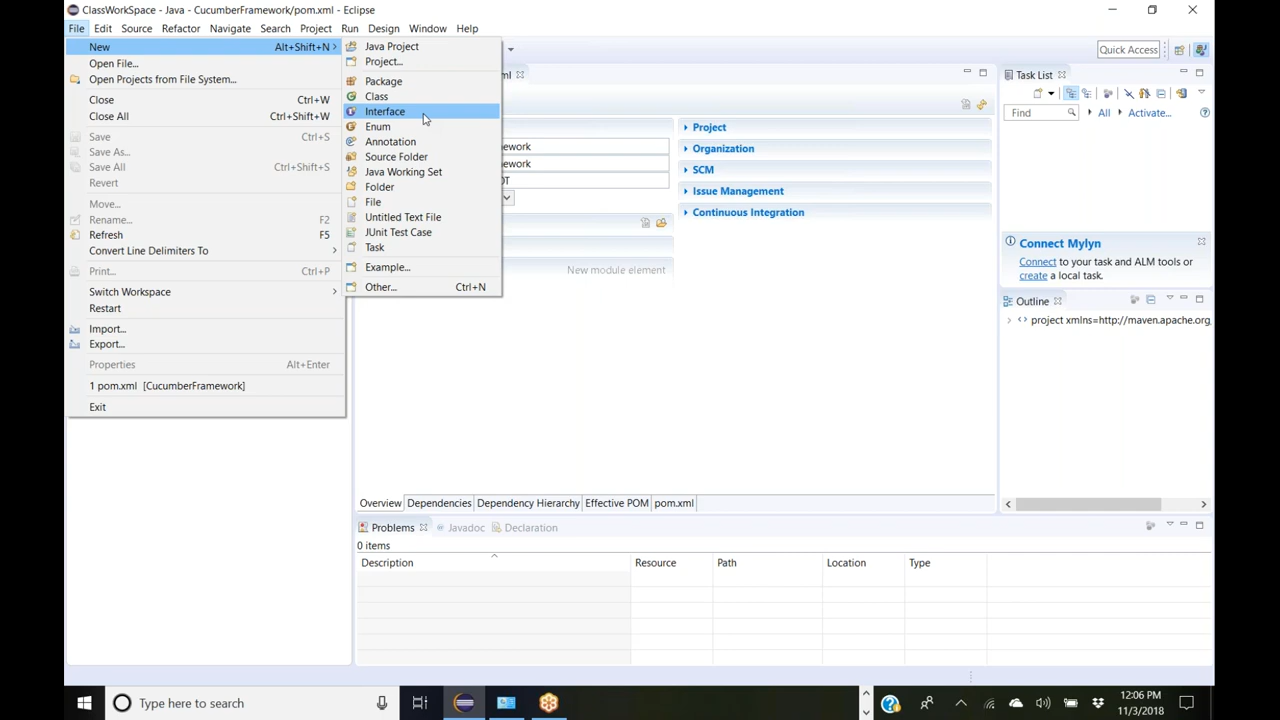 ClassWorkSpace - Java - CucumberFramework/pom.xml - Eclipse
File Edit Source Refactor Navigate Search Project Run Design Window Help
New Alt+Shift+N
Open File...
Open Projects from File System...
Close Ctrl+W
Close All Ctrl+Shift+W
Save Ctrl+S
Save As...
Save All Ctrl+Shift+S
Revert
Move...
Rename... F2
Refresh F5
Convert Line Delimiters To
Print... Ctrl+P
Switch Workspace
Restart
Import...
Export...
Properties Alt+Enter
1 pom.xml [CucumberFramework]
Exit
Java Project
Project...
Package
Class
Interface
Enum
Annotation
Source Folder
Java Working Set
Folder
File
Untitled Text File
JUnit Test Case
Task
Example...
Other... Ctrl+N
Quick Access
ml
ework
ework
OT
New module element
Project
Organization
SCM
Issue Management
Continuous Integration
Overview Dependencies Dependency Hierarchy Effective POM pom.xml
Task List
Find All Activate...
Connect Mylyn
Connect to your task and ALM tools or
create a local task.
Outline
project xmlns=http://maven.apache.org
Problems Javadoc Declaration
0 items
Description Resource Path Location Type
Type here to search
12:06 PM
11/3/2018